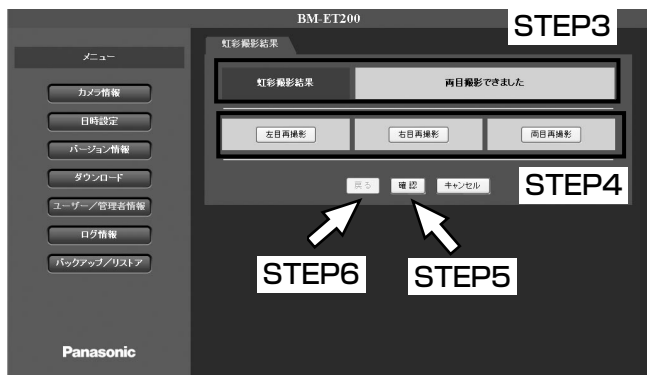 BM-ET200
STEP3
メニュー
カメラ情報
日時設定
バージョン情報
ダウンロード
ユーザー/管理者情報
ログ情報
バックアップ/リストア
Panasonic
虹彩撮影結果
虹彩撮影結果
両目撮影できました
左目再撮影
右目再撮影
両目再撮影
戻る
確認
キャンセル
STEP4
STEP6
STEP5